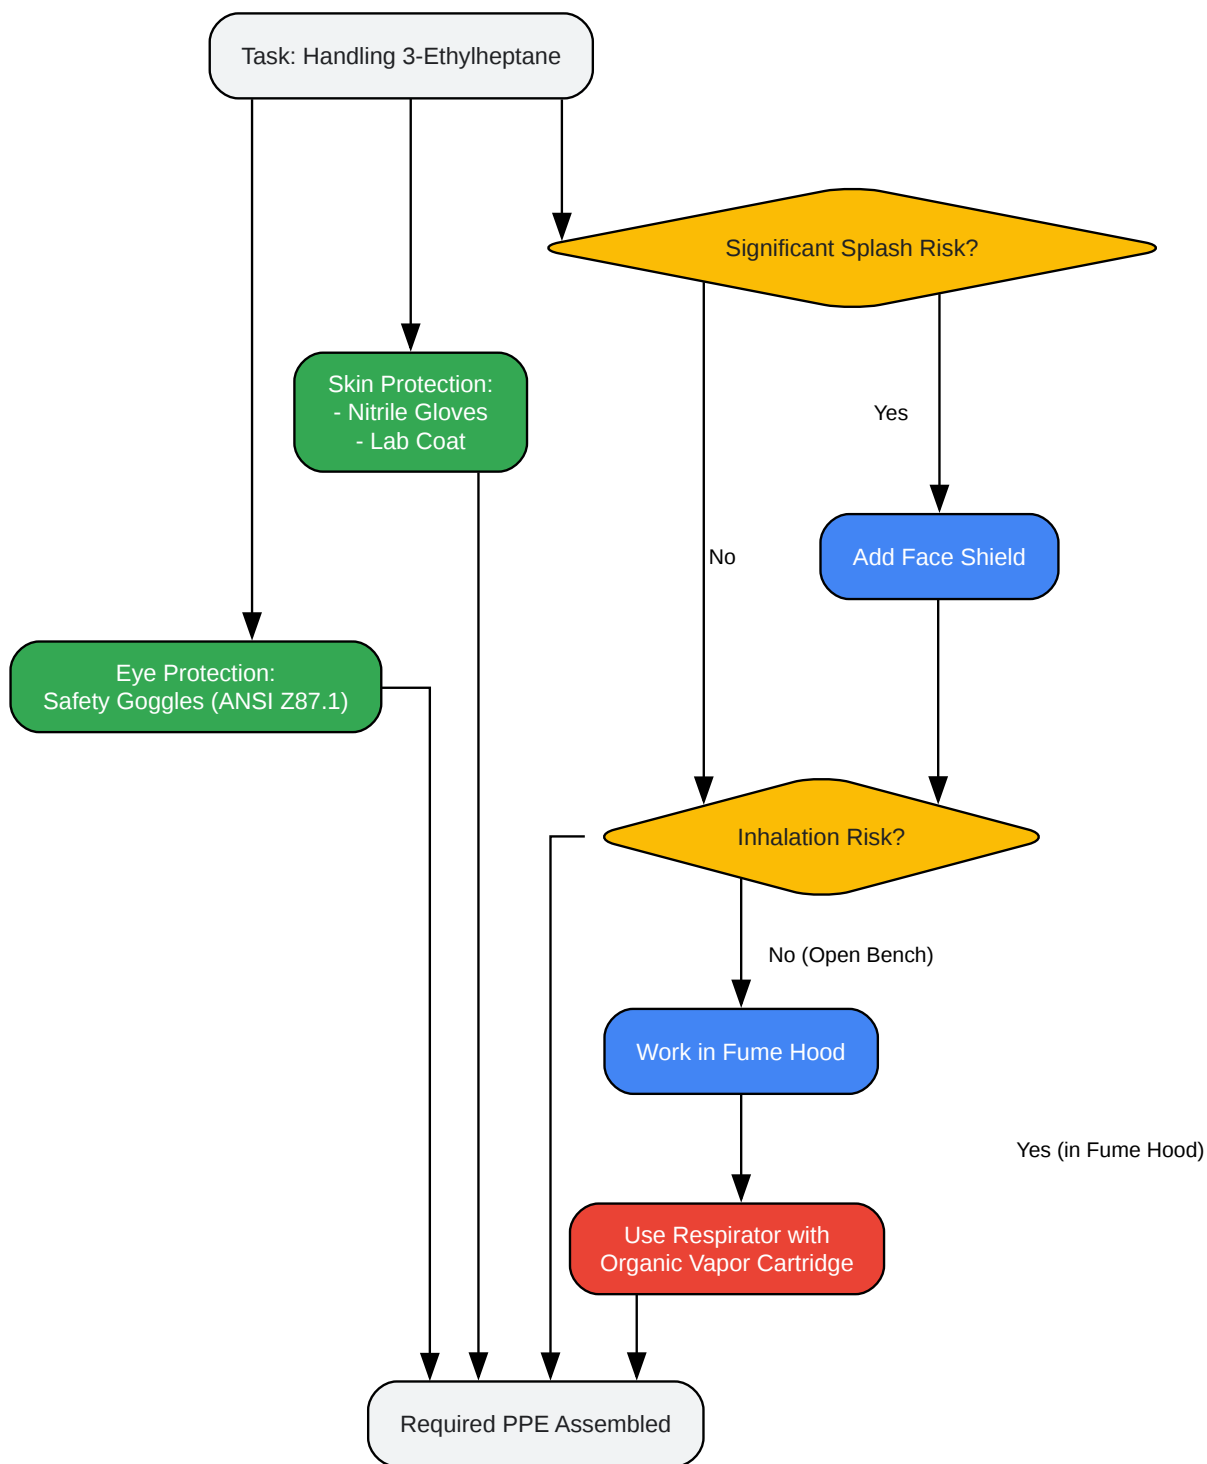 Task: Handling 3-Ethylheptane
Significant Splash Risk?
Skin Protection:
- Nitrile Gloves
- Lab Coat
Yes
No
Add Face Shield
Eye Protection:
Safety Goggles (ANSI Z87.1)
Inhalation Risk?
No (Open Bench)
Work in Fume Hood
Yes (in Fume Hood)
Use Respirator with
Organic Vapor Cartridge
Required PPE Assembled